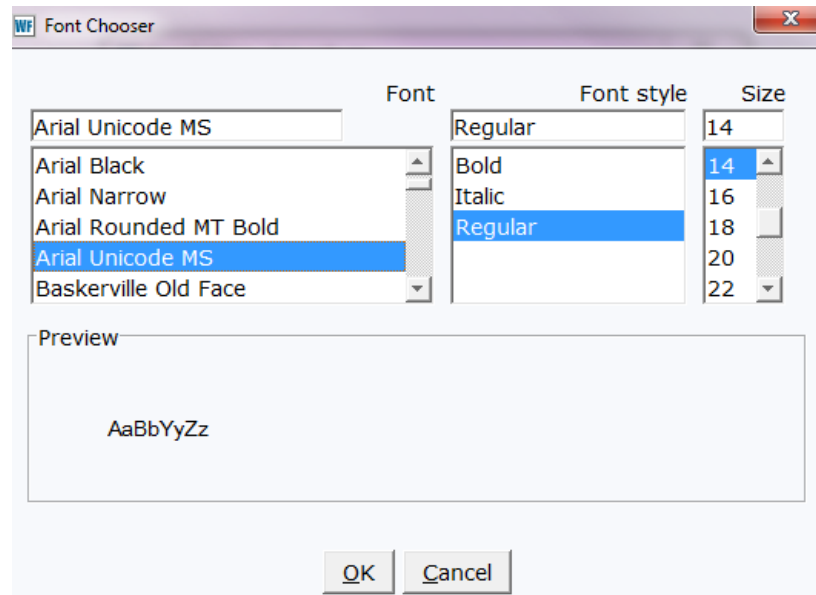 WF Font Chooser x
Font Font style Size
Arial Unicode MS Regular 14
Arial Black Bold 14
Arial Narrow Italic 16
Arial Rounded MT Bold Regular 18
Arial Unicode MS 20
Baskerville Old Face 22
Preview
AaBbYyZz
OK Cancel